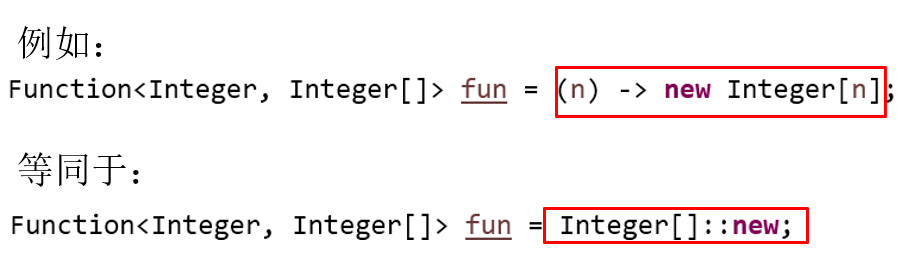 例如：
Function<Integer, Integer[]> fun = (n) -> new Integer[n];
等同于：
Function<Integer, Integer[]> fun = Integer[]::new;